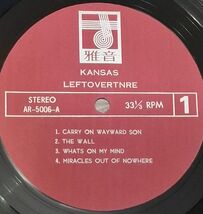 雅音
KANSAS
LEFTOVERTNRE
STEREO 33⅓ RPM 1
AR-5006-A
1. CARRY ON WAYWARD SON
2. THE WALL
3. WHATS ON MY MIND
4. MIRACLES OUT OF NOWHERE